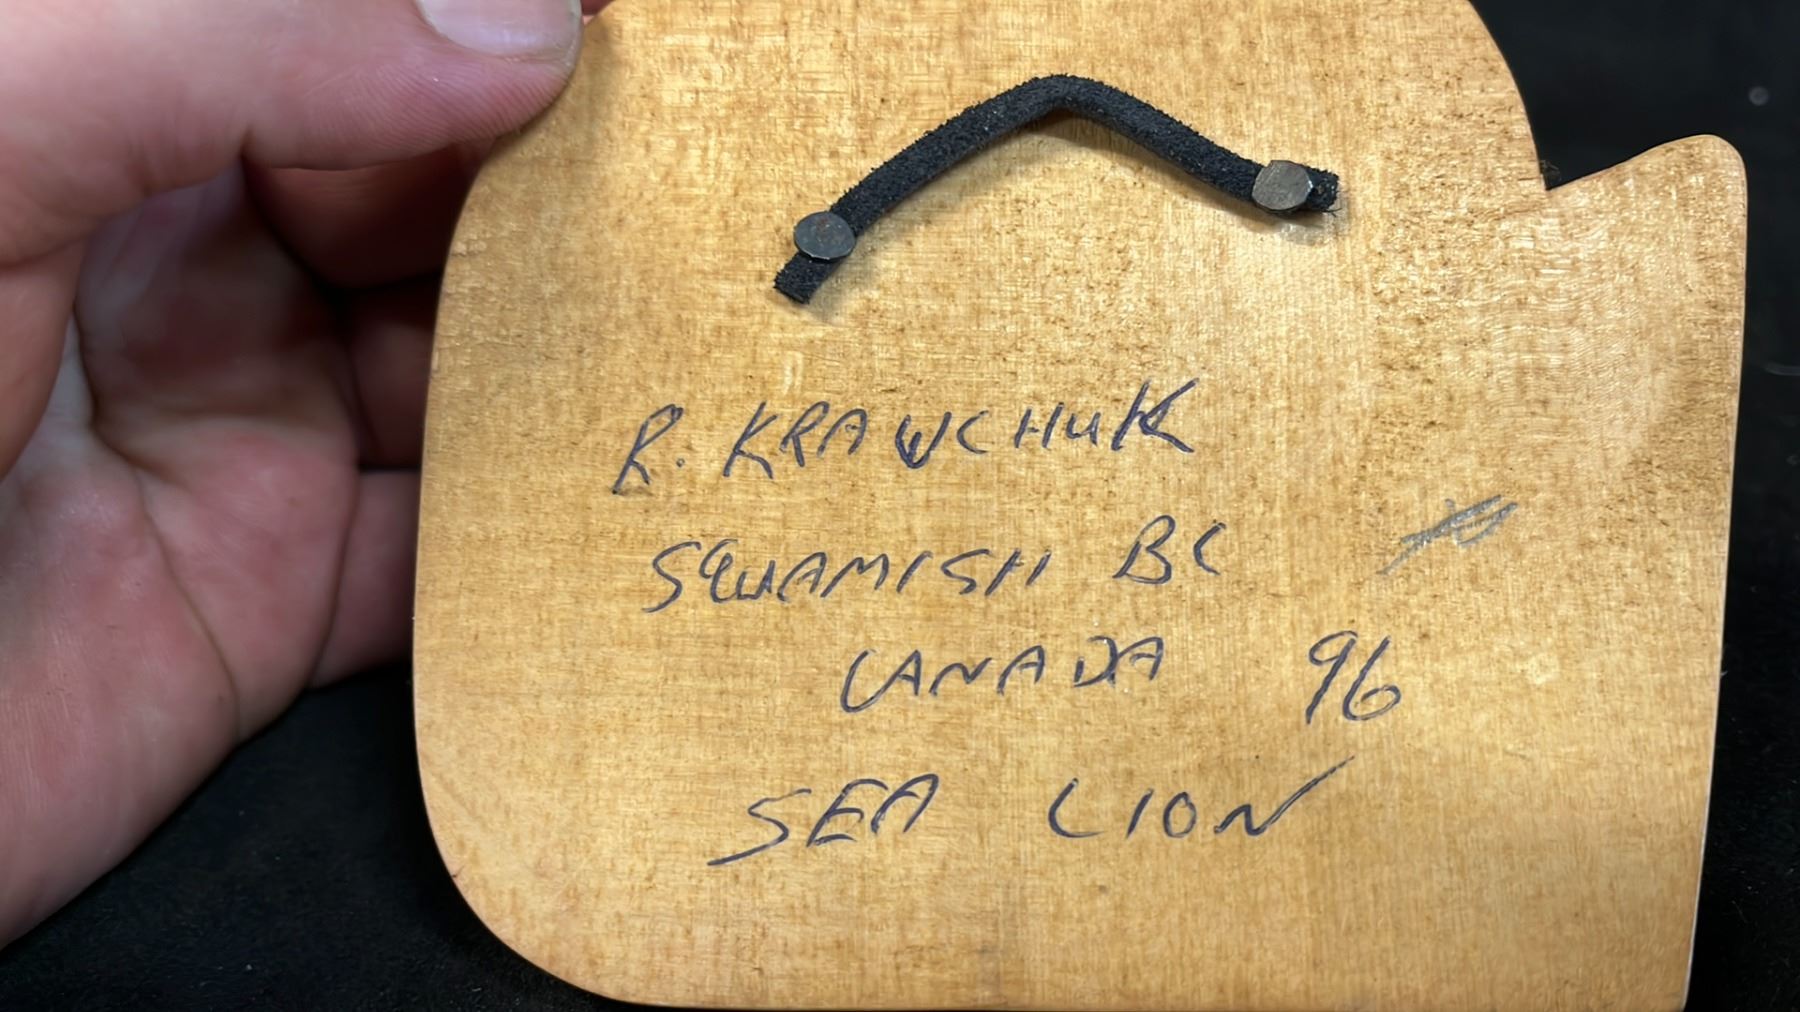 R. KRAWCHUK
SQUAMISH BC
CANADA 96
SEA LION